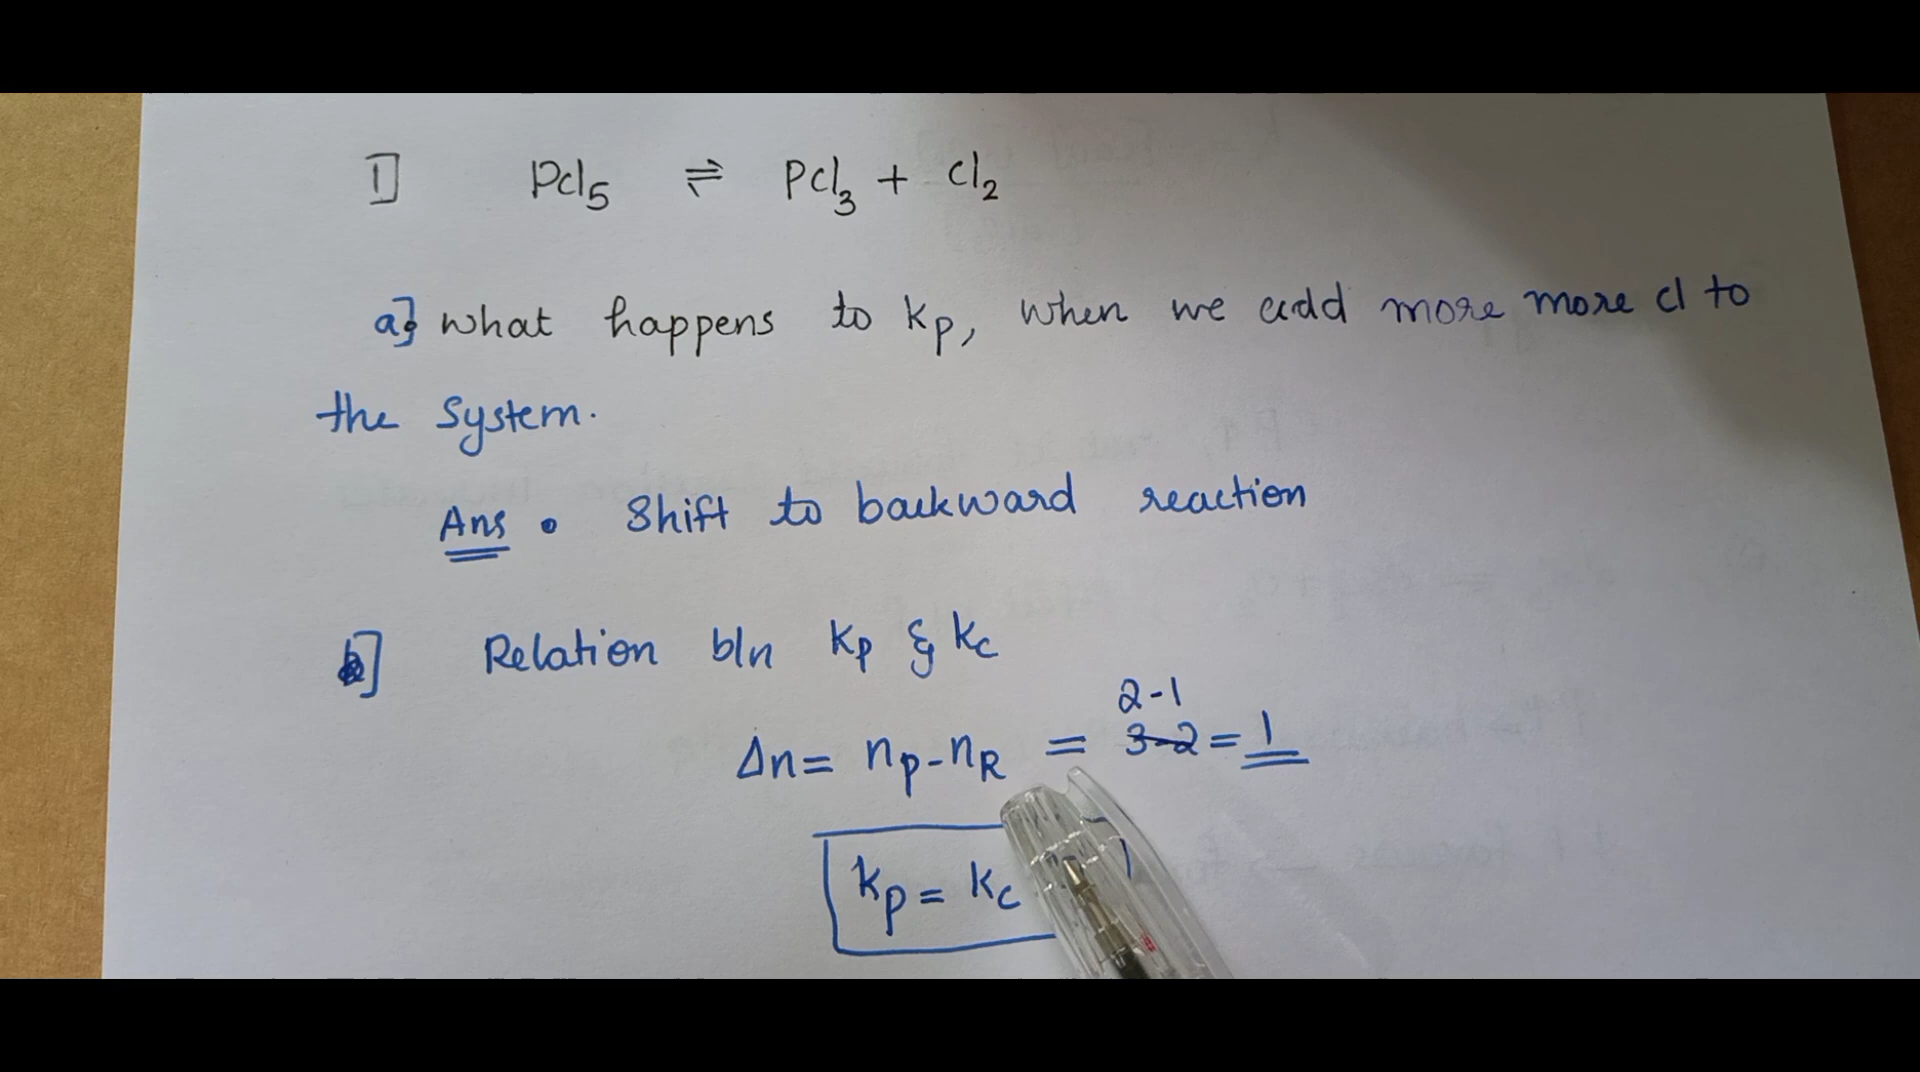 1] PCl5 ⇌ PCl3 + Cl2
a] what happens to kp, when we add more more cl to
the system.
Ans • Shift to backward reaction
b] Relation b/n kp & kc
2-1
Δn = np - nR = 3-2 = 1
kp = kc